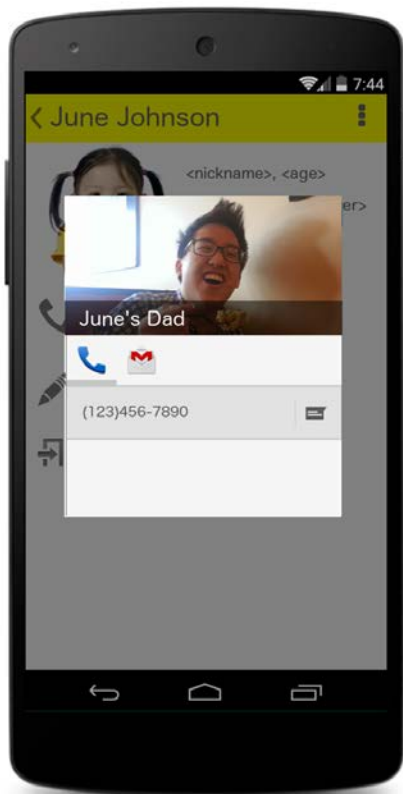 7:44
June Johnson
<nickname>, <age>
er>
June's Dad
(123)456-7890